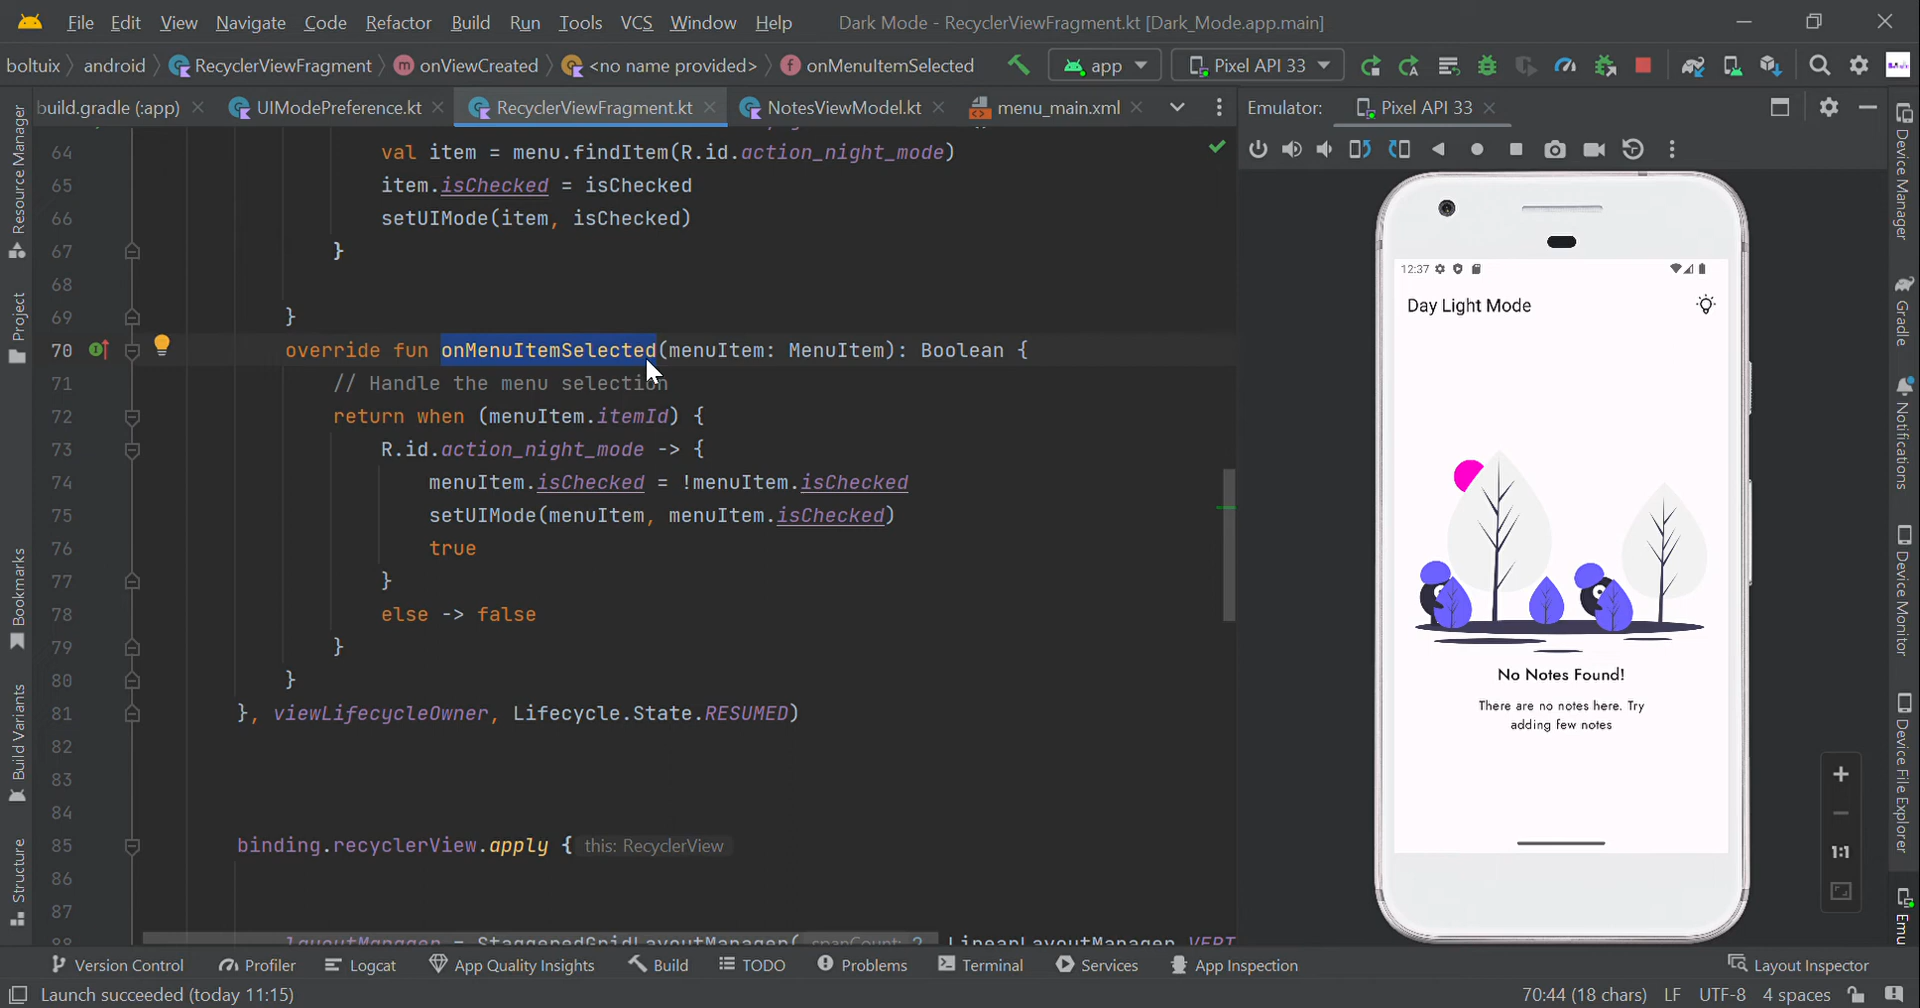 File Edit View Navigate Code Refactor Build Run Tools VCS Window Help Dark Mode - RecyclerViewFragment.kt [Dark_Mode.app.main]
boltuix android RecyclerViewFragment onViewCreated <no name provided> onMenuItemSelected app Pixel API 33
build.gradle (:app) UIModePreference.kt RecyclerViewFragment.kt NotesViewModel.kt menu_main.xml Emulator: Pixel API 33
64 val item = menu.findItem(R.id.action_night_mode)
65 item.isChecked = isChecked
66 setUIMode(item, isChecked)
67 }
68
69 }
70 override fun onMenuItemSelected(menuItem: MenuItem): Boolean {
71 // Handle the menu selection
72 return when (menuItem.itemId) {
73 R.id.action_night_mode -> {
74 menuItem.isChecked = !menuItem.isChecked
75 setUIMode(menuItem, menuItem.isChecked)
76 true
77 }
78 else -> false
79 }
80 }
81 }, viewLifecycleOwner, Lifecycle.State.RESUMED)
82
83
84
85 binding.recyclerView.apply { this: RecyclerView
86
87
88 layoutManager = StaggeredGridLayoutManager( spanCount: 2, LinearLayoutManager.VERT
12:37
Day Light Mode
No Notes Found!
There are no notes here. Try
adding few notes
1:1
Resource Manager
Project
Bookmarks
Build Variants
Structure
Device Manager
Gradle
Notifications
Device Monitor
Device File Explorer
Emu
Version Control Profiler Logcat App Quality Insights Build TODO Problems Terminal Services App Inspection Layout Inspector
Launch succeeded (today 11:15) 70:44 (18 chars) LF UTF-8 4 spaces